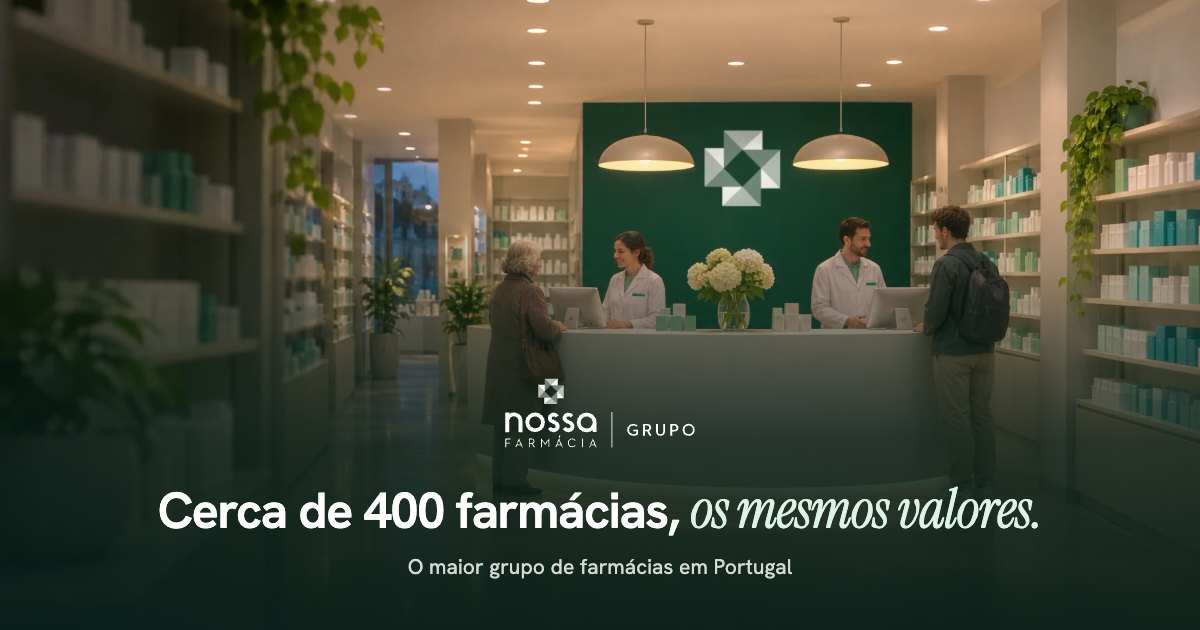 nossa
FARMÁCIA
GRUPO
Cerca de 400 farmácias, os mesmos valores.
O maior grupo de farmácias em Portugal